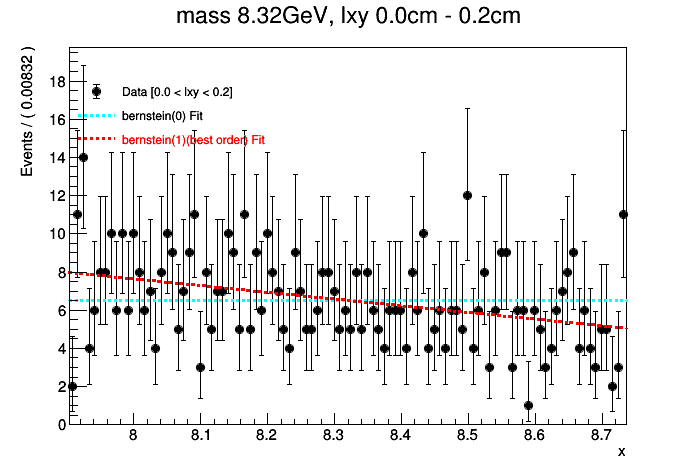 mass 8.32GeV, lxy 0.0cm - 0.2cm
Events / ( 0.00832 )
18
16
14
12
10
8
6
4
2
0
Data [0.0 < lxy < 0.2]
bernstein(0) Fit
bernstein(1)(best order) Fit
8 8.1 8.2 8.3 8.4 8.5 8.6 8.7
x